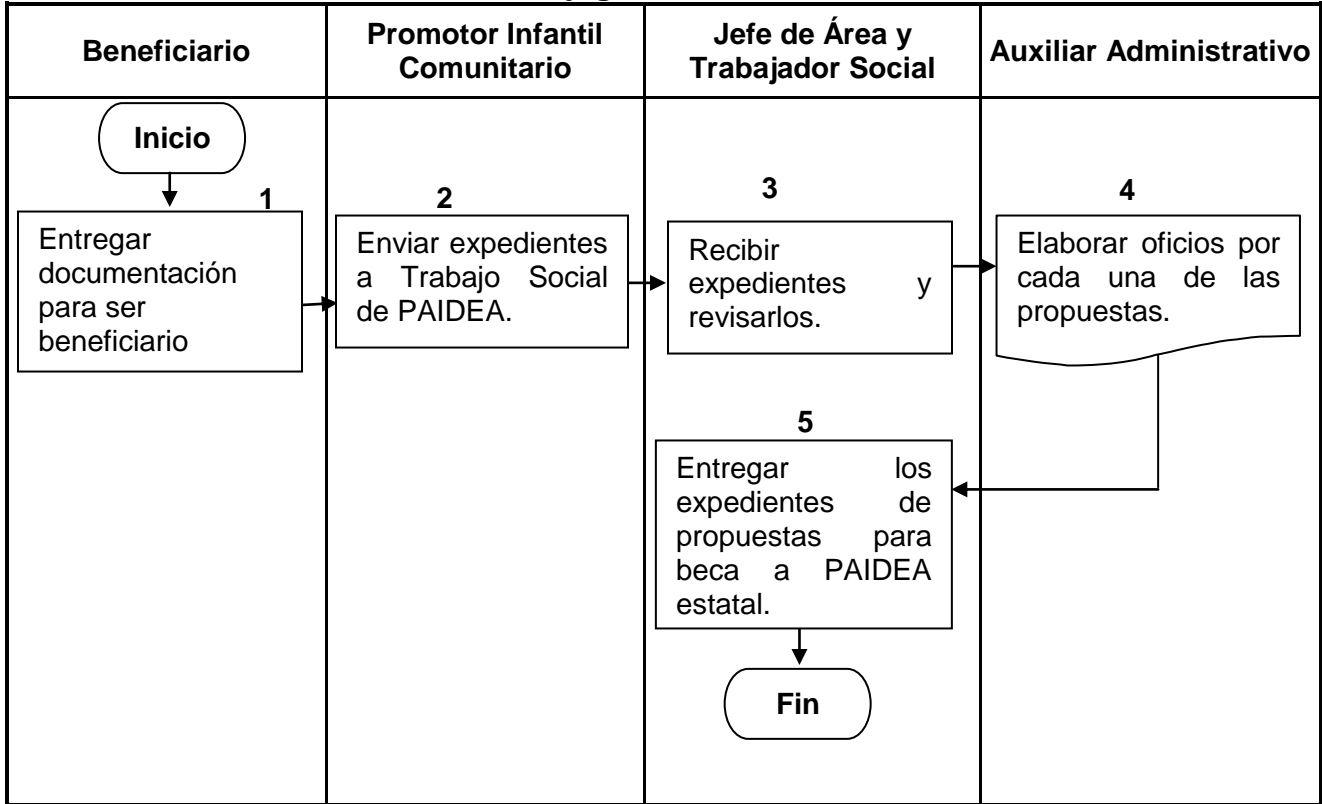 Beneficiario
Promotor Infantil
Comunitario
Jefe de Área y
Trabajador Social
Auxiliar Administrativo
Inicio
1
Entregar
documentación
para ser
beneficiario
2
Enviar expedientes
a Trabajo Social
de PAIDEA.
3
Recibir
expedientes y
revisarlos.
4
Elaborar oficios por
cada una de las
propuestas.
5
Entregar los
expedientes de
propuestas para
beca a PAIDEA
estatal.
Fin